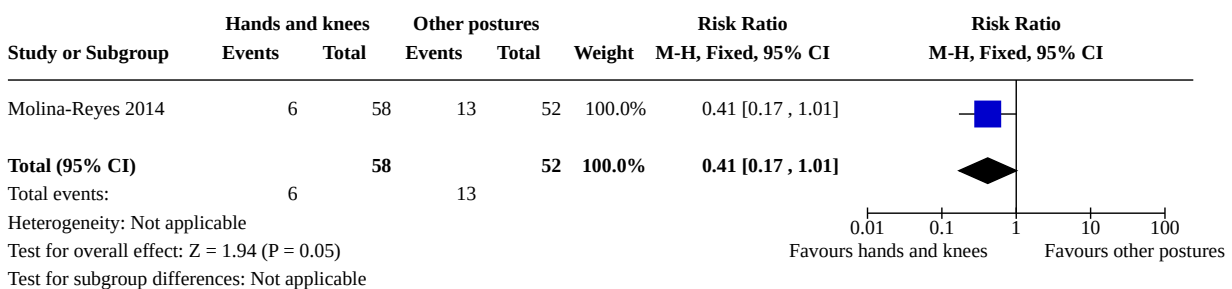 Hands and knees Other postures Risk Ratio Risk Ratio
Study or Subgroup Events Total Events Total Weight M-H, Fixed, 95% CI M-H, Fixed, 95% CI
Molina-Reyes 2014 6 58 13 52 100.0% 0.41 [0.17 , 1.01]
Total (95% CI) 58 52 100.0% 0.41 [0.17 , 1.01]
Total events: 6 13
Heterogeneity: Not applicable
0.01 0.1 1 10 100
Test for overall effect: Z = 1.94 (P = 0.05) Favours hands and knees Favours other postures
Test for subgroup differences: Not applicable